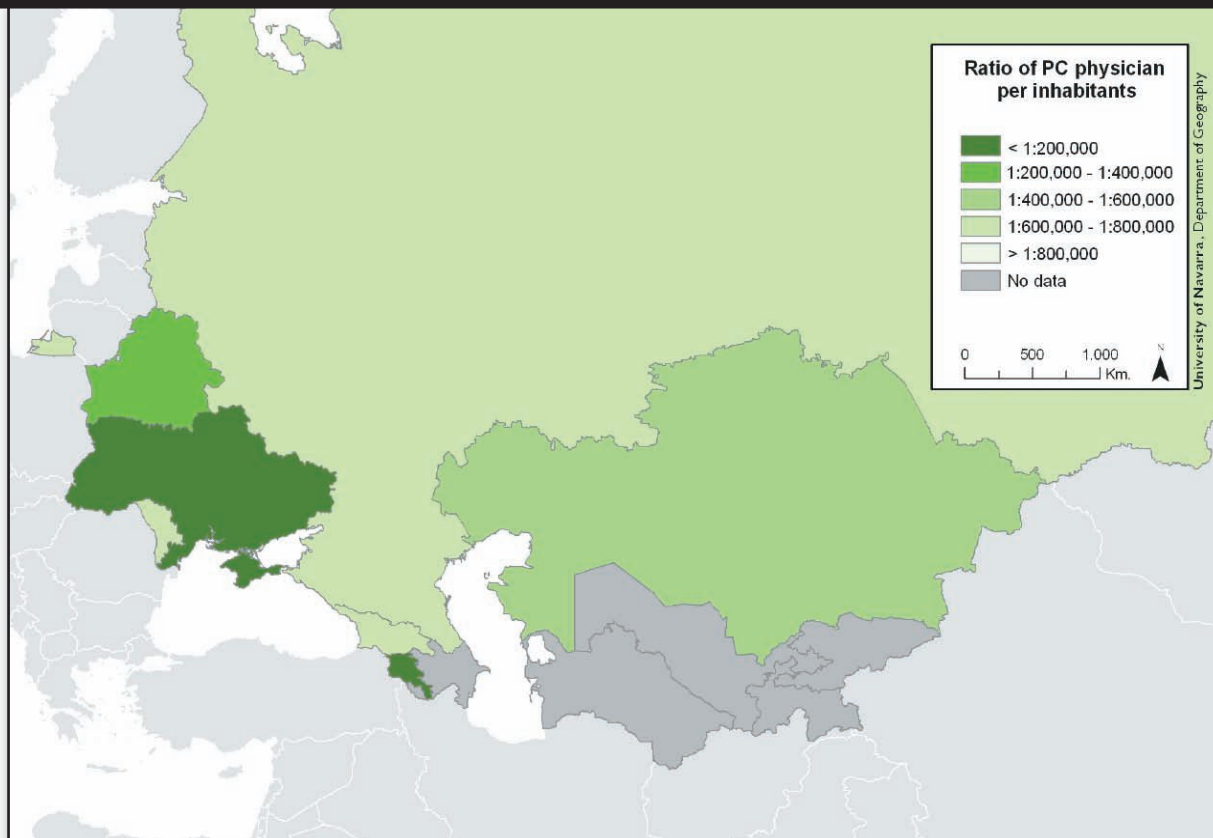 Ratio of PC physician
per inhabitants
< 1:200,000
1:200,000 - 1:400,000
1:400,000 - 1:600,000
1:600,000 - 1:800,000
> 1:800,000
No data
0 500 1.000
Km.
N
University of Navarra, Department of Geography